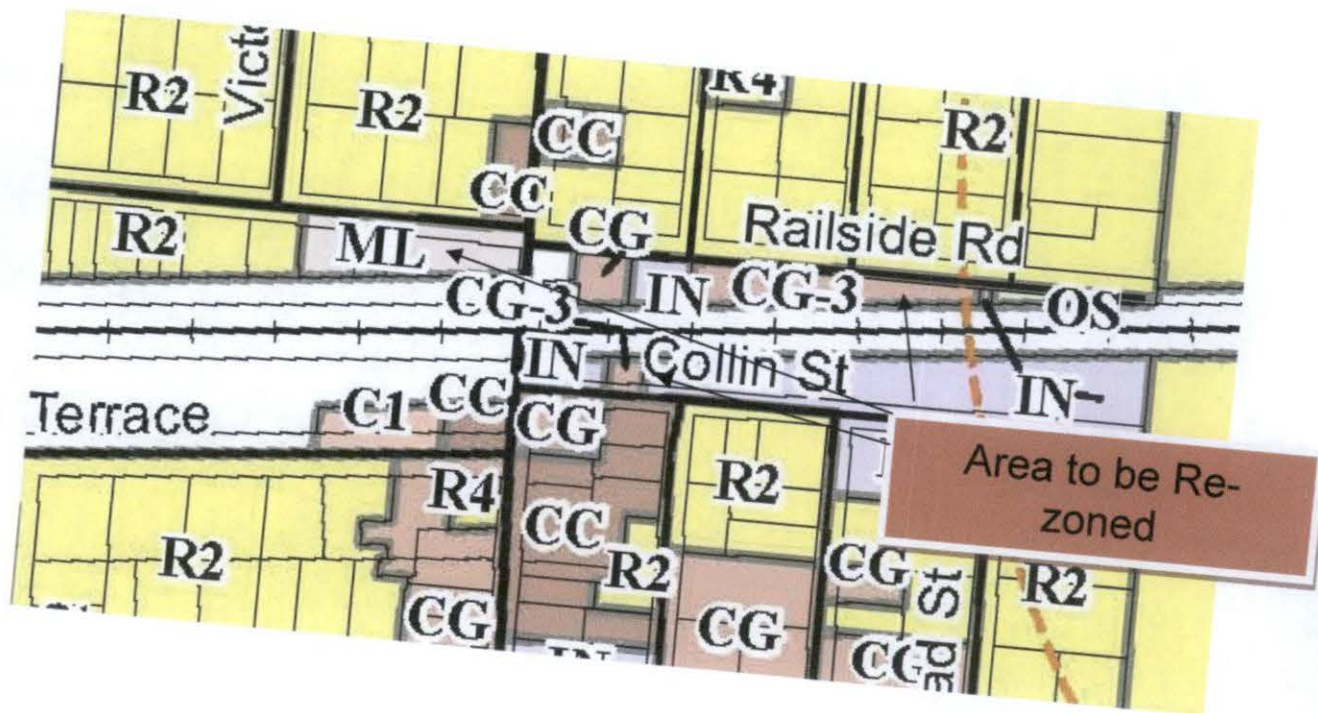 Victo
R2
R2
CC
R4
R2
CC
R2
ML
CG
Railside Rd
CG-3
IN
CG-3
OS
IN
Collin St
IN-
Terrace
C1
CC
CG
R2
Area to be Re-
zoned
R4
CC
R2
R2
CG
R2
CG
CG
CG
ad St
IN